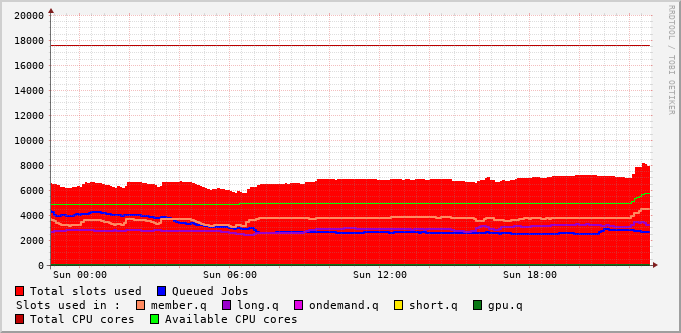 RRDTOOL / TOBI OETIKER
20000
18000
16000
14000
12000
10000
8000
6000
4000
2000
0
Sun 00:00 Sun 06:00 Sun 12:00 Sun 18:00
Total slots used Queued Jobs
Slots used in : member.q long.q ondemand.q short.q gpu.q
Total CPU cores Available CPU cores